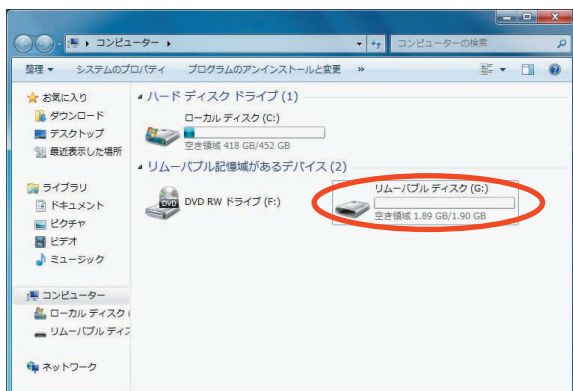 コンピューター
コンピューターの検索
整理 システムのプロパティ プログラムのアンインストールと変更 »
お気に入り
ダウンロード
デスクトップ
最近表示した場所
ライブラリ
ドキュメント
ピクチャ
ビデオ
ミュージック
コンピューター
ローカル ディスク (
リムーバブル ディス
ネットワーク
ハード ディスク ドライブ (1)
ローカル ディスク (C:)
空き領域 418 GB/452 GB
リムーバブル記憶域があるデバイス (2)
DVD
DVD RW ドライブ (F:)
リムーバブル ディスク (G:)
空き領域 1.89 GB/1.90 GB